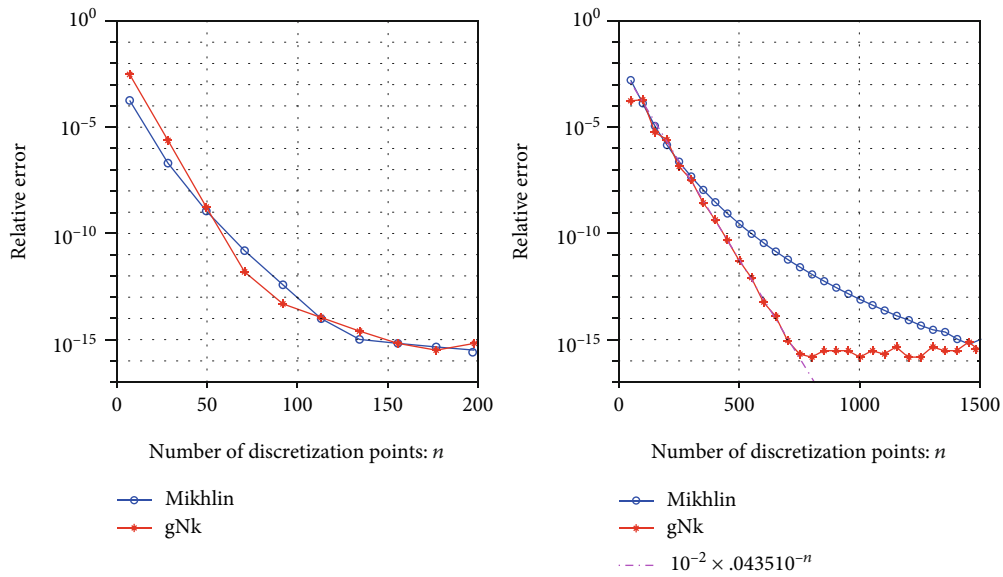 10^0
10^–5
10^–10
10^–15
Relative error
0
50
100
150
200
Number of discretization points: n
Mikhlin
gNk
10^0
10^–5
10^–10
10^–15
Relative error
0
500
1000
1500
Number of discretization points: n
Mikhlin
gNk
10^–2 × .043510^–n